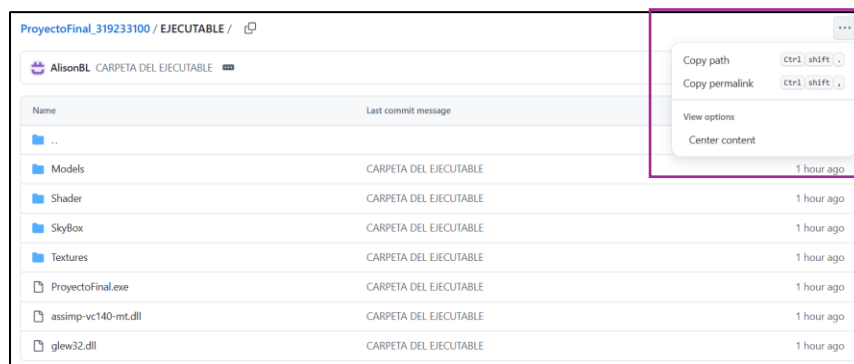 ProyectoFinal_319233100 / EJECUTABLE /
AlisonBL CARPETA DEL EJECUTABLE
Copy path Ctrl shift .
Copy permalink Ctrl shift ,
View options
Center content
Name Last commit message
..
Models CARPETA DEL EJECUTABLE 1 hour ago
Shader CARPETA DEL EJECUTABLE 1 hour ago
SkyBox CARPETA DEL EJECUTABLE 1 hour ago
Textures CARPETA DEL EJECUTABLE 1 hour ago
ProyectoFinal.exe CARPETA DEL EJECUTABLE 1 hour ago
assimp-vc140-mt.dll CARPETA DEL EJECUTABLE 1 hour ago
glew32.dll CARPETA DEL EJECUTABLE 1 hour ago